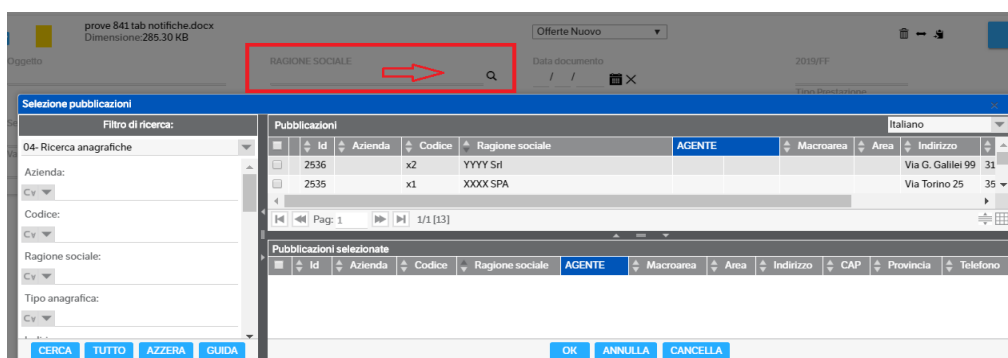 prove 841 tab notifiche.docx
Dimensione:285.30 KB
Offerte Nuovo
Oggetto
RAGIONE SOCIALE
Data documento
2019/FF
/ /
Tipo Prestazione
Selezione pubblicazioni
Filtro di ricerca:
Pubblicazioni
Italiano
04- Ricerca anagrafiche
Id Azienda Codice Ragione sociale AGENTE Macroarea Area Indirizzo
2536 x2 YYYY Srl Via G. Galilei 99 31
2535 x1 XXXX SPA Via Torino 25 35
Azienda:
Codice:
Pag: 1 1/1 [13]
Ragione sociale:
Pubblicazioni selezionate
Id Azienda Codice Ragione sociale AGENTE Macroarea Area Indirizzo CAP Provincia Telefono
Tipo anagrafica:
CERCA TUTTO AZZERA GUIDA
OK ANNULLA CANCELLA